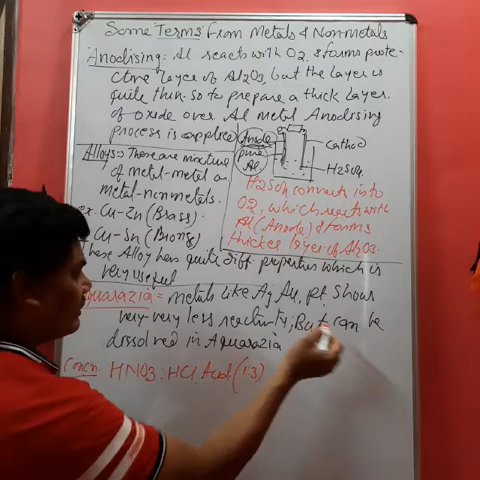 Some Terms from Metals & Non-Metals
Anodising: Al reacts with O2 & forms prote-
ctive layer of Al2O3, but the layer is
quite thin. so to prepare a thick layer
of oxide over Al metal Anodising
process is applied
Anode
pure
Al
Cathod
H2SO4
H2SO4 converts into
O2, which reacts with
Al (Anode) & forms
thicker layer of Al2O3
Alloys:- These are mixture
of metal-metal or
metal-nonmetals.
ex. Cu-Zn (Brass).
Cu-Sn (Bronze)
Alloy has quite diff properties which is
very useful
Aquarazia = metals like Ag Au, pt shows
very very less reactivity, But can be
dissolved in Aquarazia
Concn. HNO3 : HCl Acid (1:3)